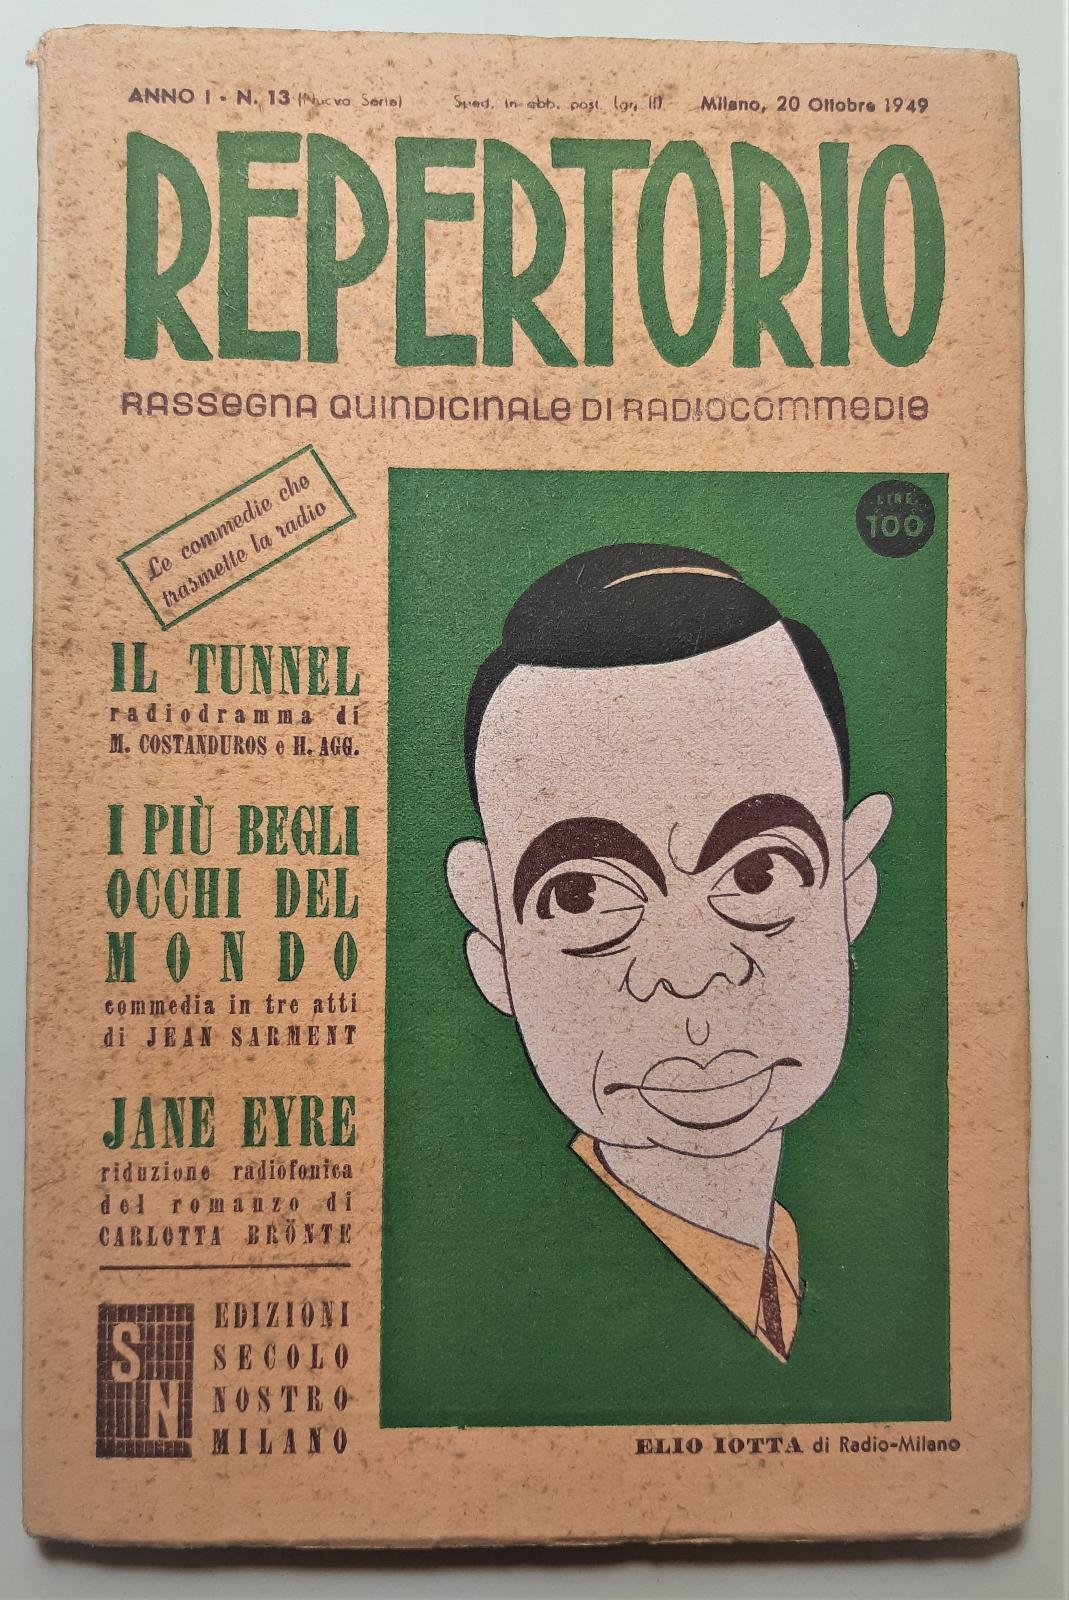 ANNO I - N. 13 (Nuova Serie) Sped. in abb. post. (gr. II) Milano, 20 Ottobre 1949
REPERTORIO
RASSEGNA QUINDICINALE DI RADIOCOMMEDIE
Le commedie che
trasmette la radio
LIRE
100
IL TUNNEL
radiodramma di
M. COSTANDUROS e H. AGG.
I PIÙ BEGLI
OCCHI DEL
MONDO
commedia in tre atti
di JEAN SARMENT
JANE EYRE
riduzione radiofonica
del romanzo di
CARLOTTA BRÖNTE
SN
EDIZIONI
SECOLO
NOSTRO
MILANO
ELIO IOTTA di Radio-Milano